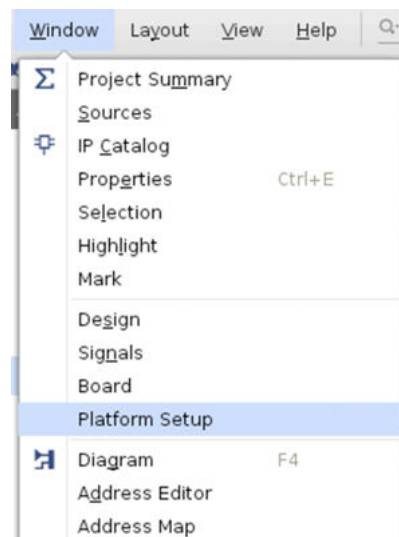 Window Layout View Help
Project Summary
Sources
IP Catalog
Properties Ctrl+E
Selection
Highlight
Mark
Design
Signals
Board
Platform Setup
Diagram F4
Address Editor
Address Map